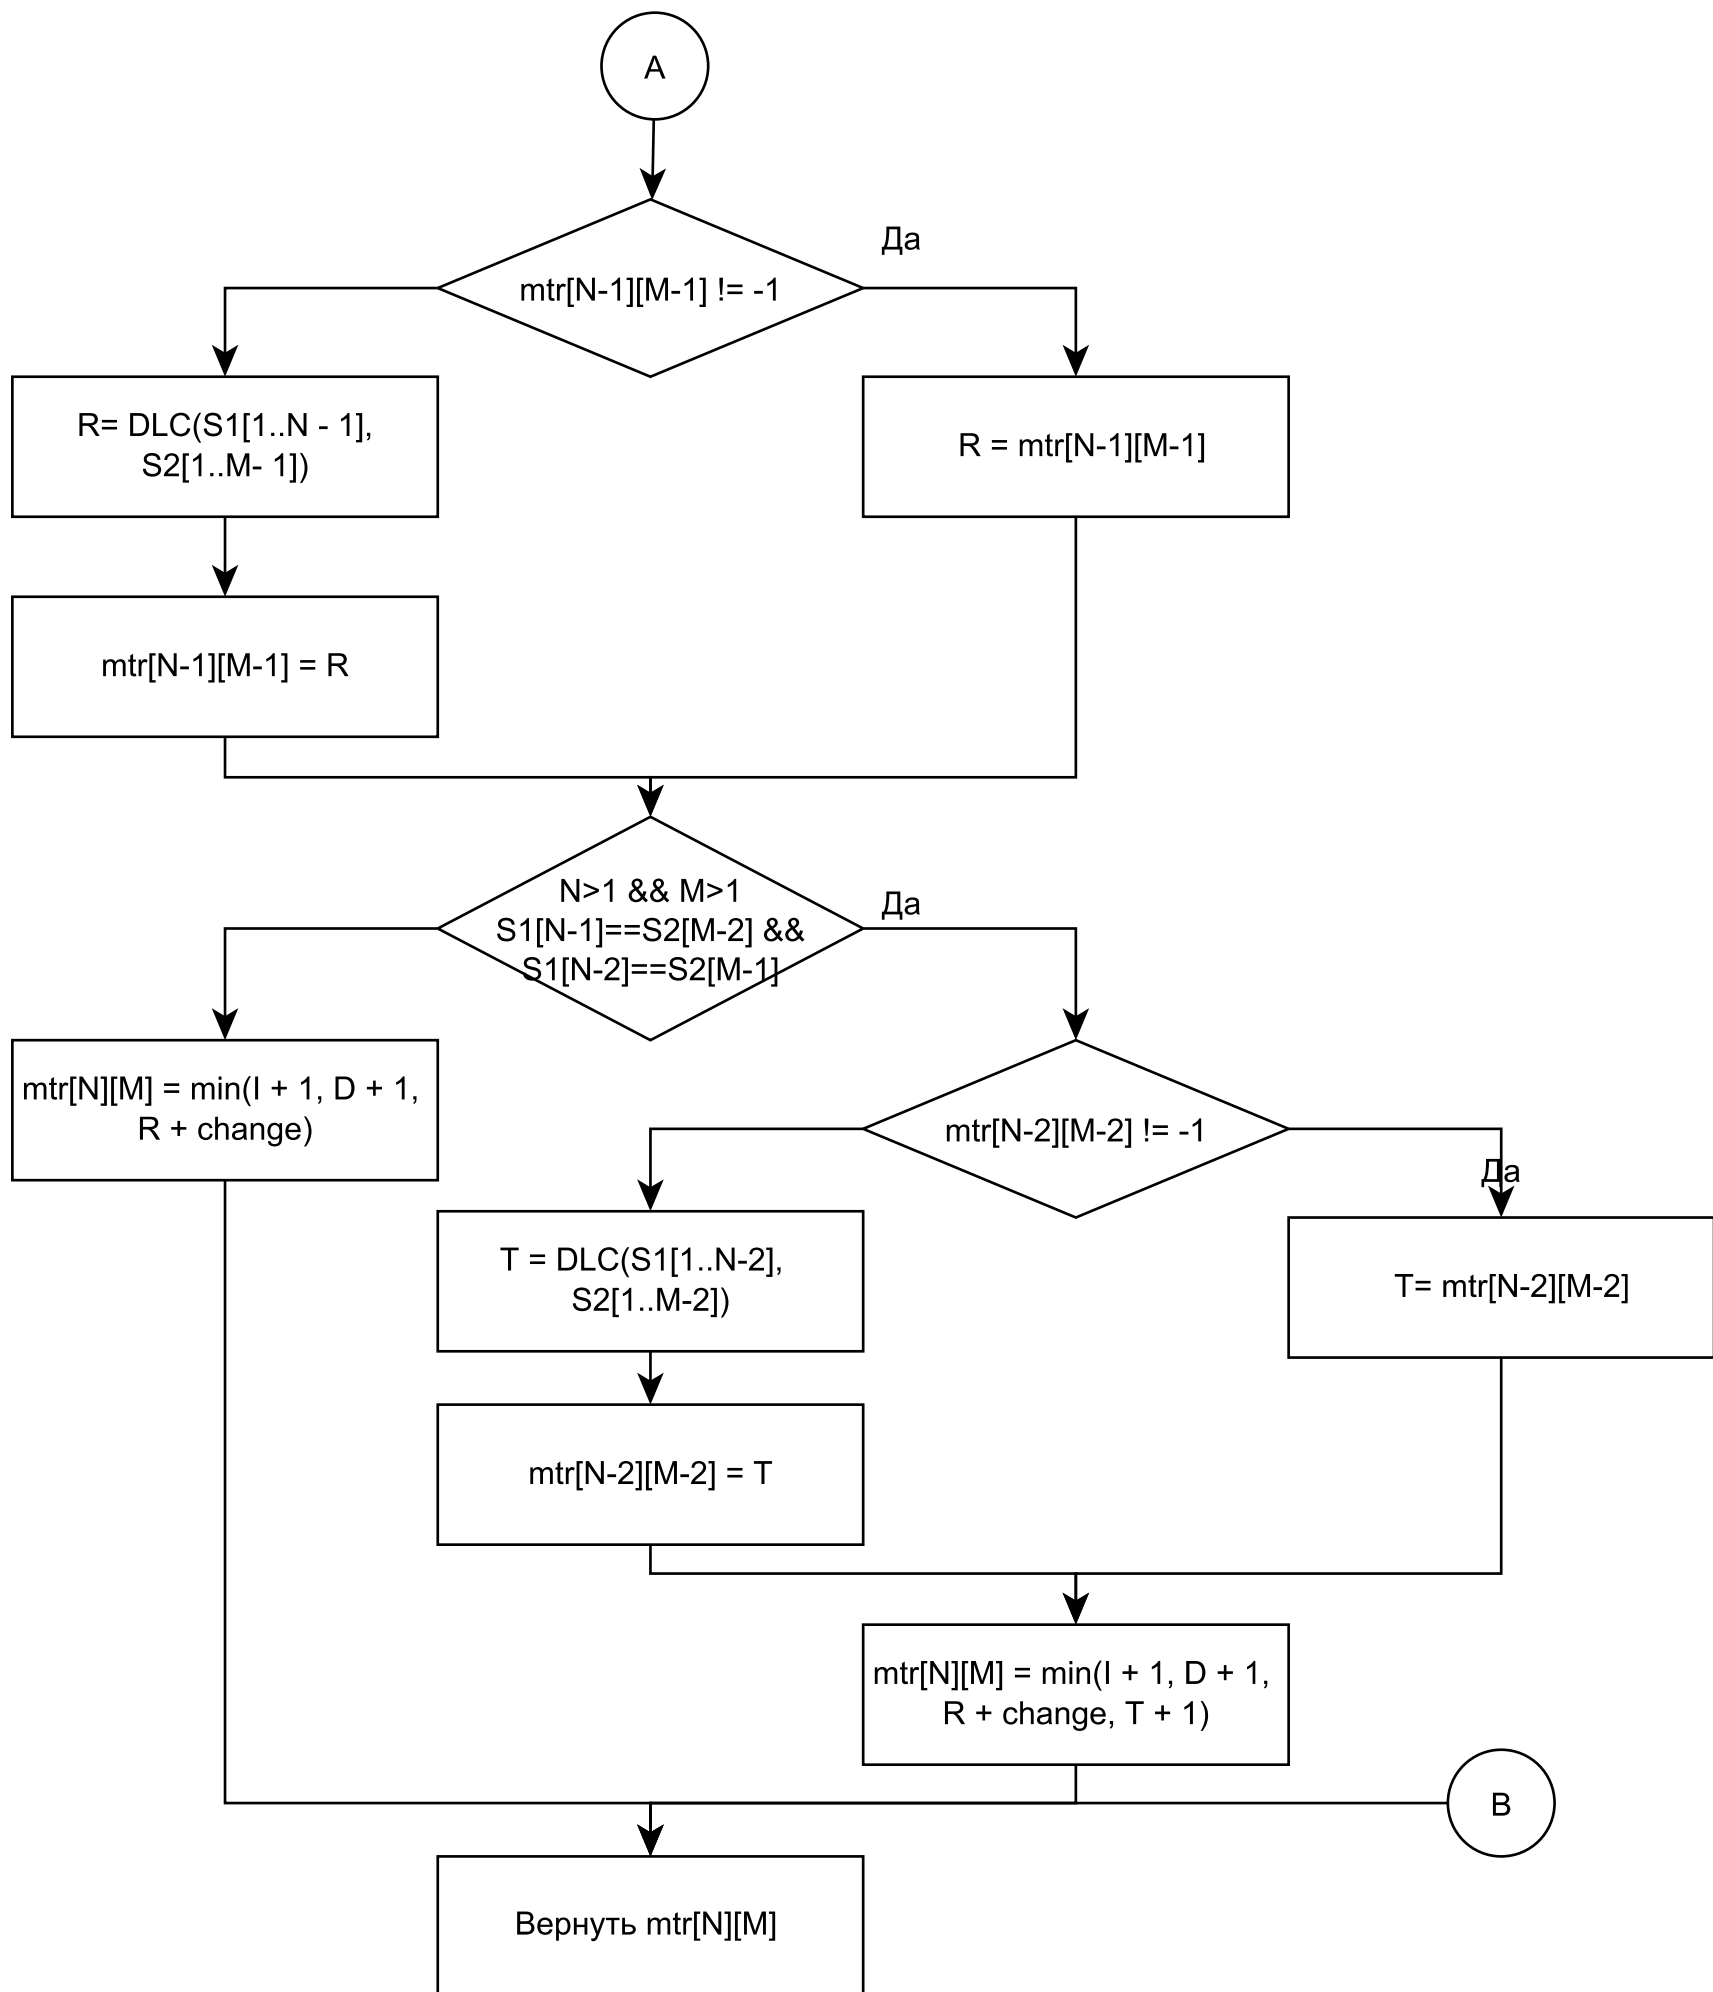 A
Да
mtr[N-1][M-1] != -1
R= DLC(S1[1..N - 1],
S2[1..M- 1])
R = mtr[N-1][M-1]
mtr[N-1][M-1] = R
N>1 && M>1
S1[N-1]==S2[M-2] &&
S1[N-2]==S2[M-1]
Да
mtr[N][M] = min(I + 1, D + 1,
R + change)
mtr[N-2][M-2] != -1
Да
T = DLC(S1[1..N-2],
S2[1..M-2])
T= mtr[N-2][M-2]
mtr[N-2][M-2] = T
mtr[N][M] = min(I + 1, D + 1,
R + change, T + 1)
B
Вернуть mtr[N][M]